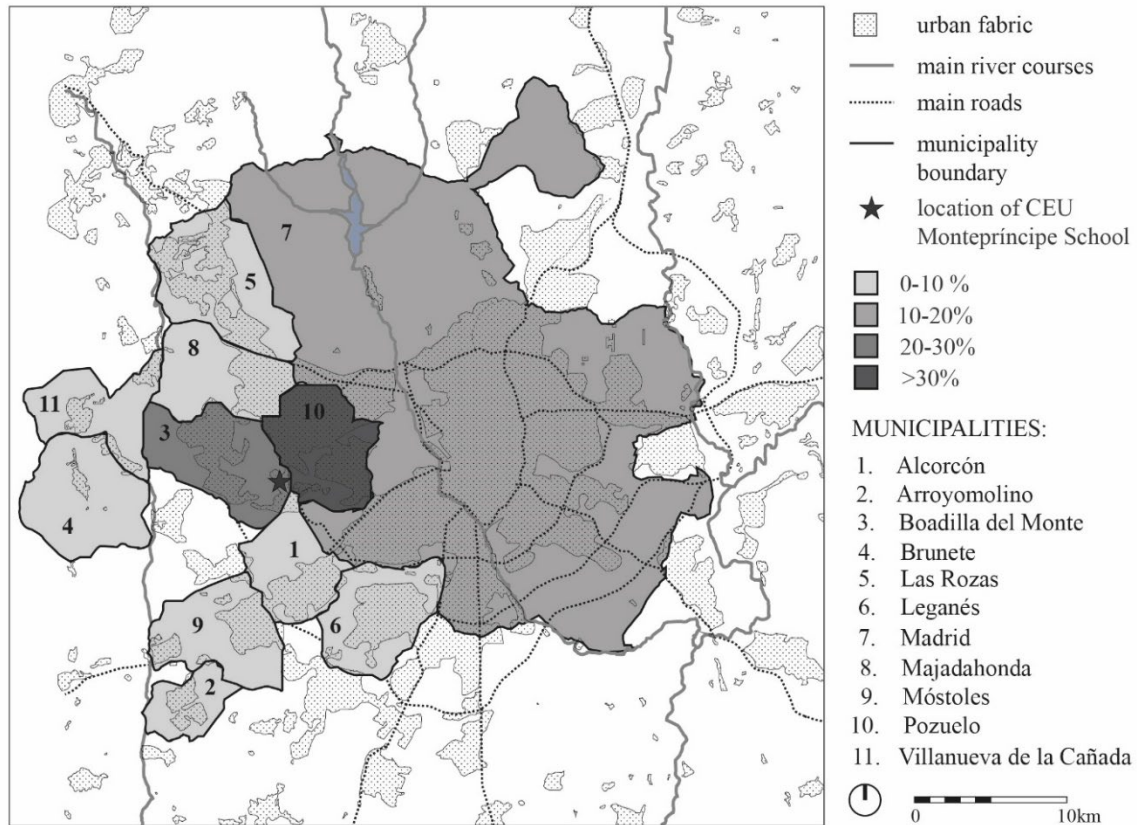 7
5
8
11
10
3
4
1
9
6
2
urban fabric
main river courses
main roads
municipality
boundary
location of CEU
Montepríncipe School
0-10 %
10-20%
20-30%
>30%
MUNICIPALITIES:
1. Alcorcón
2. Arroyomolino
3. Boadilla del Monte
4. Brunete
5. Las Rozas
6. Leganés
7. Madrid
8. Majadahonda
9. Móstoles
10. Pozuelo
11. Villanueva de la Cañada
0 10km